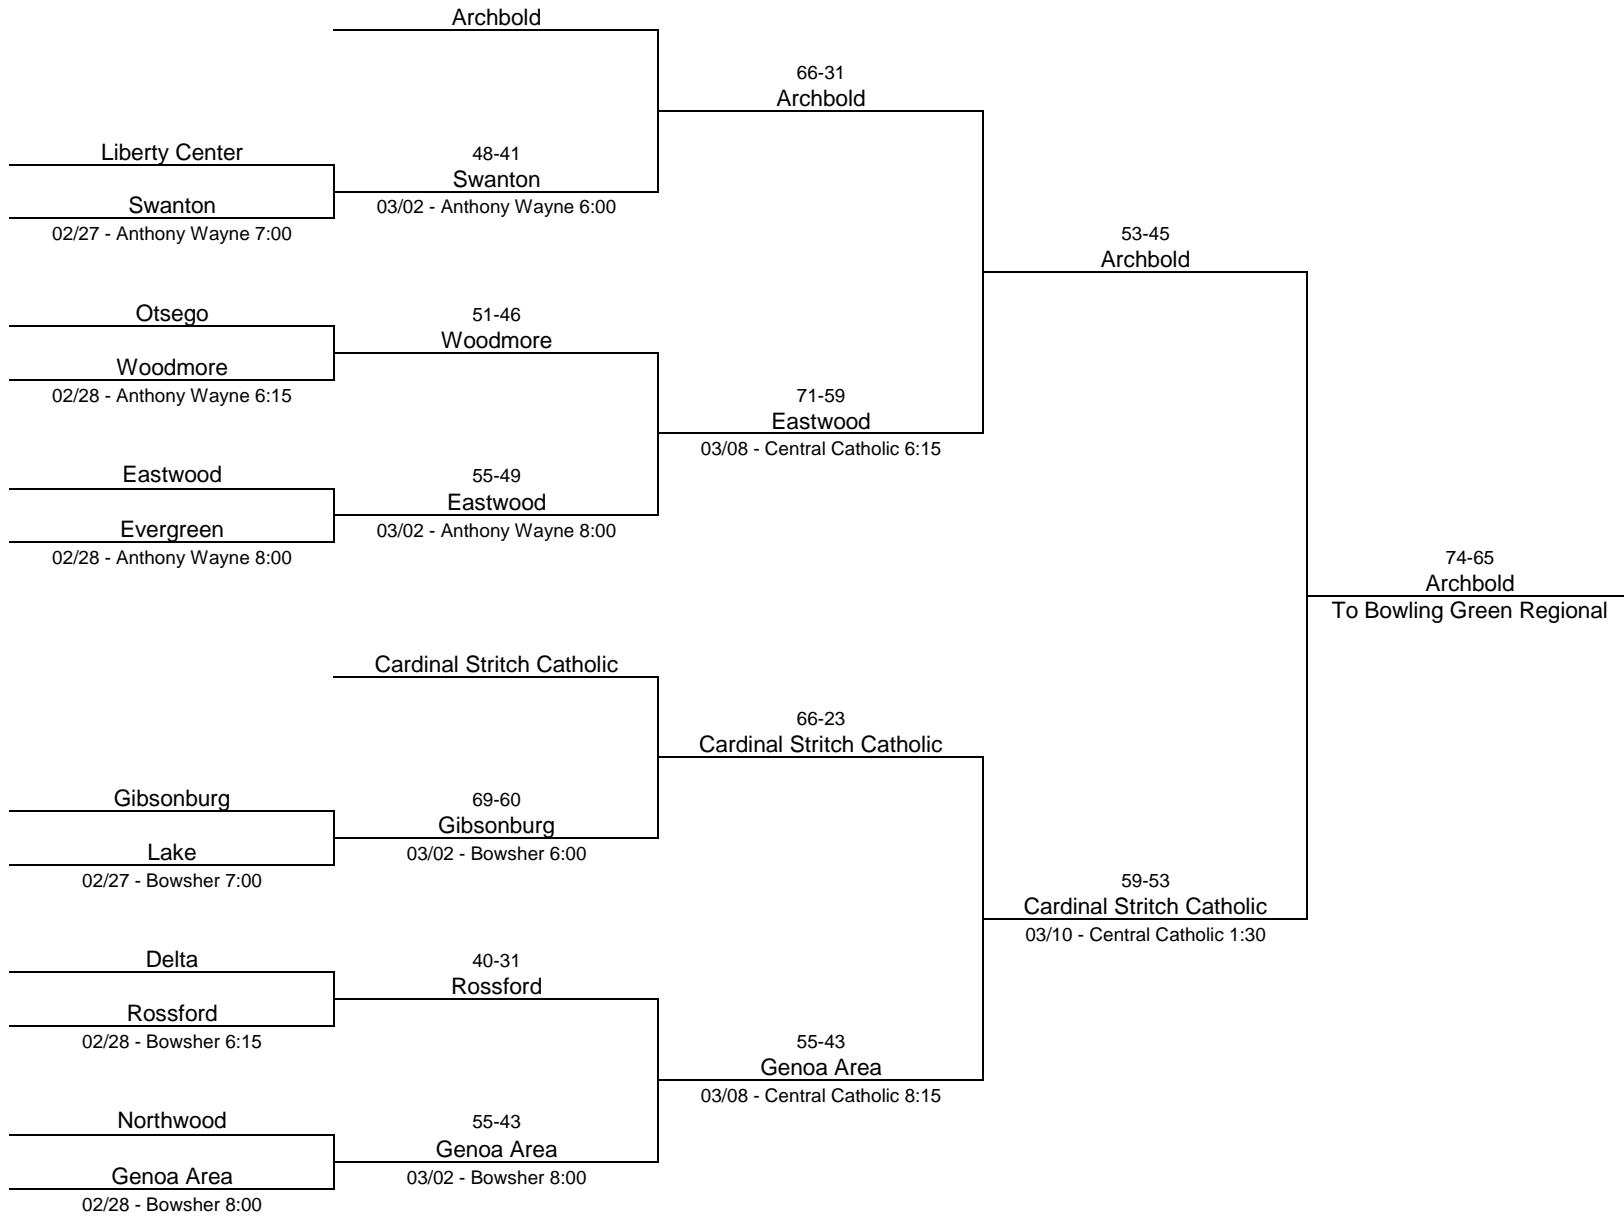 Archbold
66-31
Archbold
Liberty Center
48-41
Swanton
Swanton
03/02 - Anthony Wayne 6:00
02/27 - Anthony Wayne 7:00
53-45
Archbold
Otsego
51-46
Woodmore
Woodmore
02/28 - Anthony Wayne 6:15
71-59
Eastwood
03/08 - Central Catholic 6:15
Eastwood
55-49
Eastwood
Evergreen
03/02 - Anthony Wayne 8:00
02/28 - Anthony Wayne 8:00
74-65
Archbold
To Bowling Green Regional
Cardinal Stritch Catholic
66-23
Cardinal Stritch Catholic
Gibsonburg
69-60
Gibsonburg
Lake
03/02 - Bowsher 6:00
02/27 - Bowsher 7:00
59-53
Cardinal Stritch Catholic
03/10 - Central Catholic 1:30
Delta
40-31
Rossford
Rossford
02/28 - Bowsher 6:15
55-43
Genoa Area
03/08 - Central Catholic 8:15
Northwood
55-43
Genoa Area
Genoa Area
03/02 - Bowsher 8:00
02/28 - Bowsher 8:00